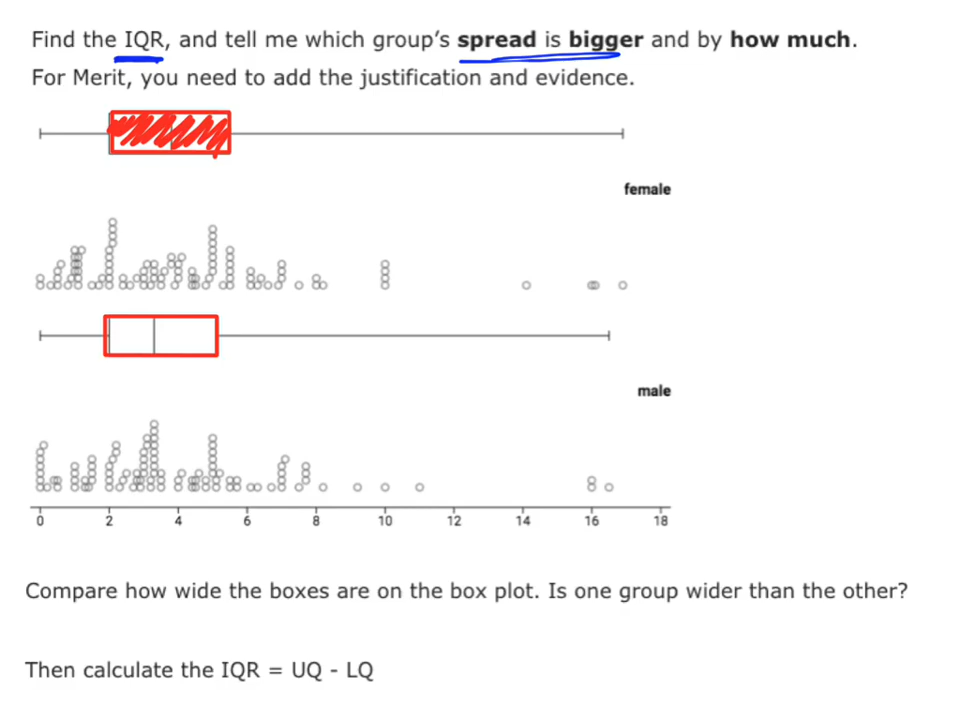 Find the IQR, and tell me which group's spread is bigger and by how much.
For Merit, you need to add the justification and evidence.
female
male
0 2 4 6 8 10 12 14 16 18
Compare how wide the boxes are on the box plot. Is one group wider than the other?
Then calculate the IQR = UQ - LQ